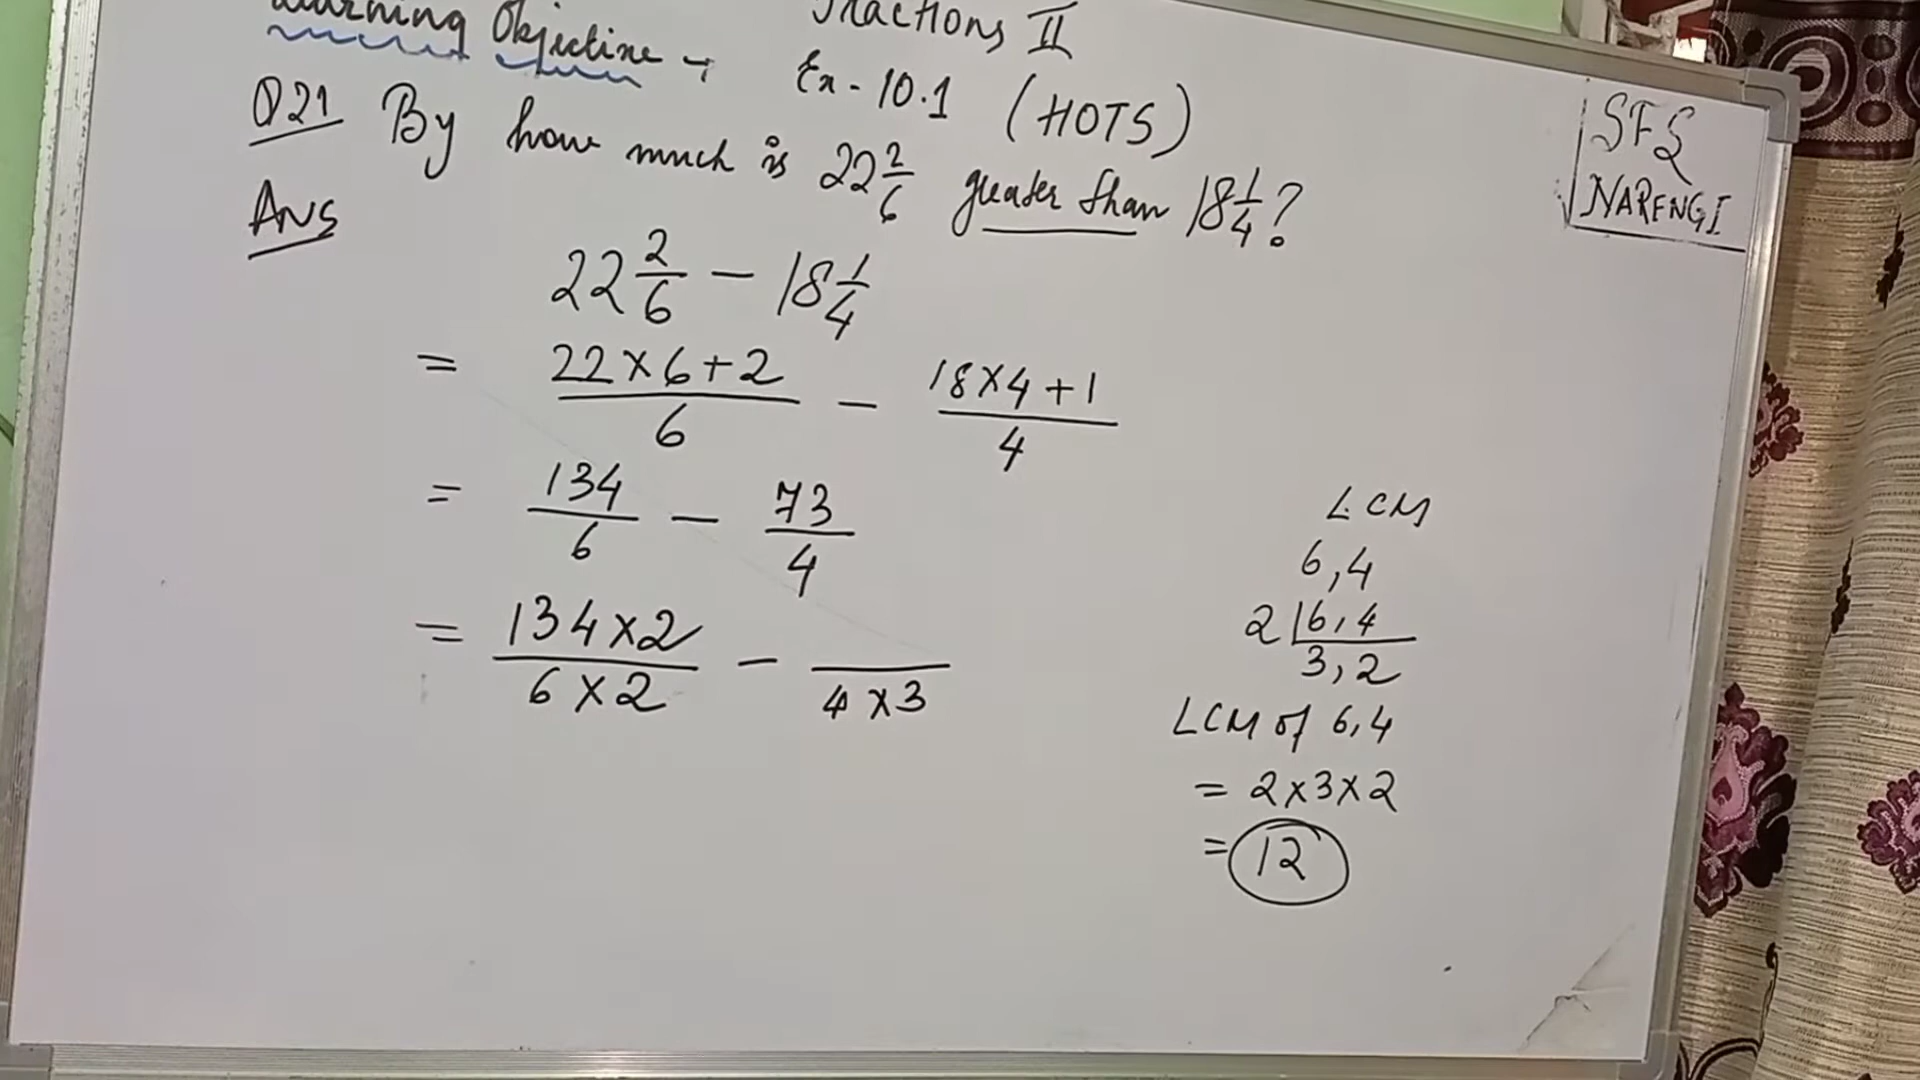 Learning Objective → Fractions II
Ex - 10.1 (HOTS)
Q21 By how much is 22 2/6 greater than 18 1/4?
Ans
22 2/6 − 18 1/4
= (22×6+2)/6 − (18×4+1)/4
= 134/6 − 73/4
= (134×2)/(6×2) − /(4×3)
LCM
6,4
2|6,4
3,2
LCM of 6,4
= 2×3×2
= 12
SFS
NARENGI